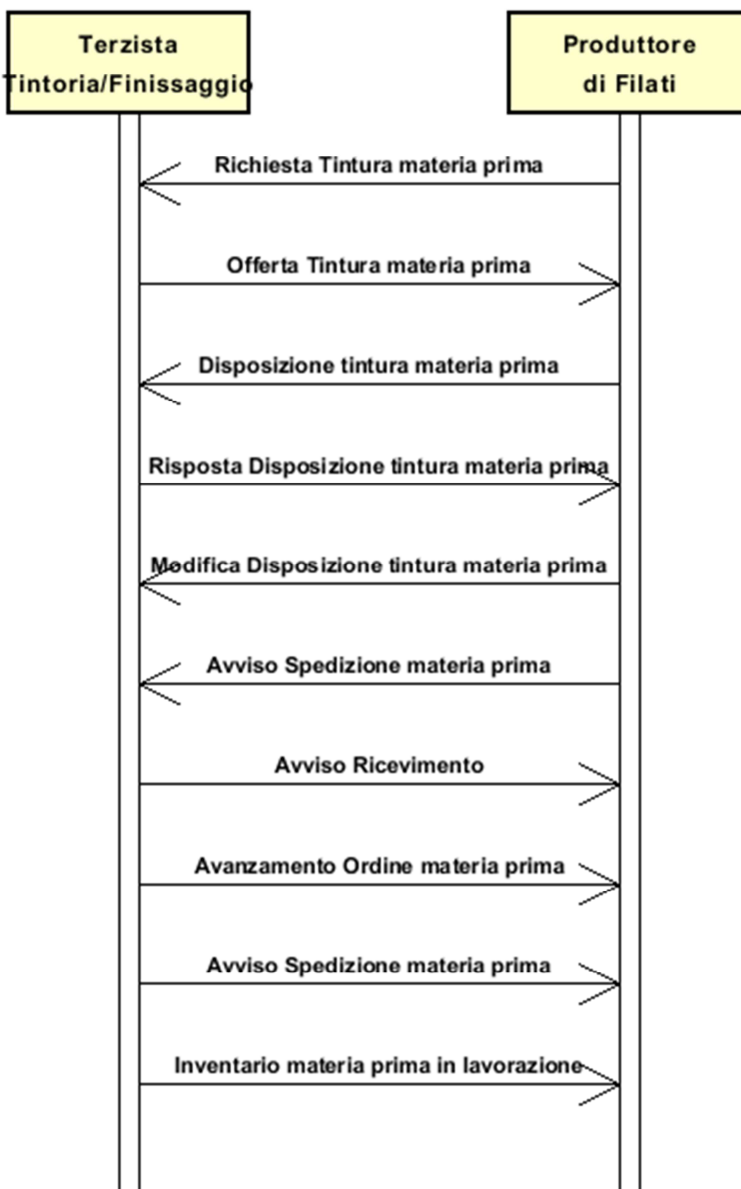 Terzista
Tintoria/Finissaggio
Produttore
di Filati
Richiesta Tintura materia prima
Offerta Tintura materia prima
Disposizione tintura materia prima
Risposta Disposizione tintura materia prima
Modifica Disposizione tintura materia prima
Avviso Spedizione materia prima
Avviso Ricevimento
Avanzamento Ordine materia prima
Avviso Spedizione materia prima
Inventario materia prima in lavorazione